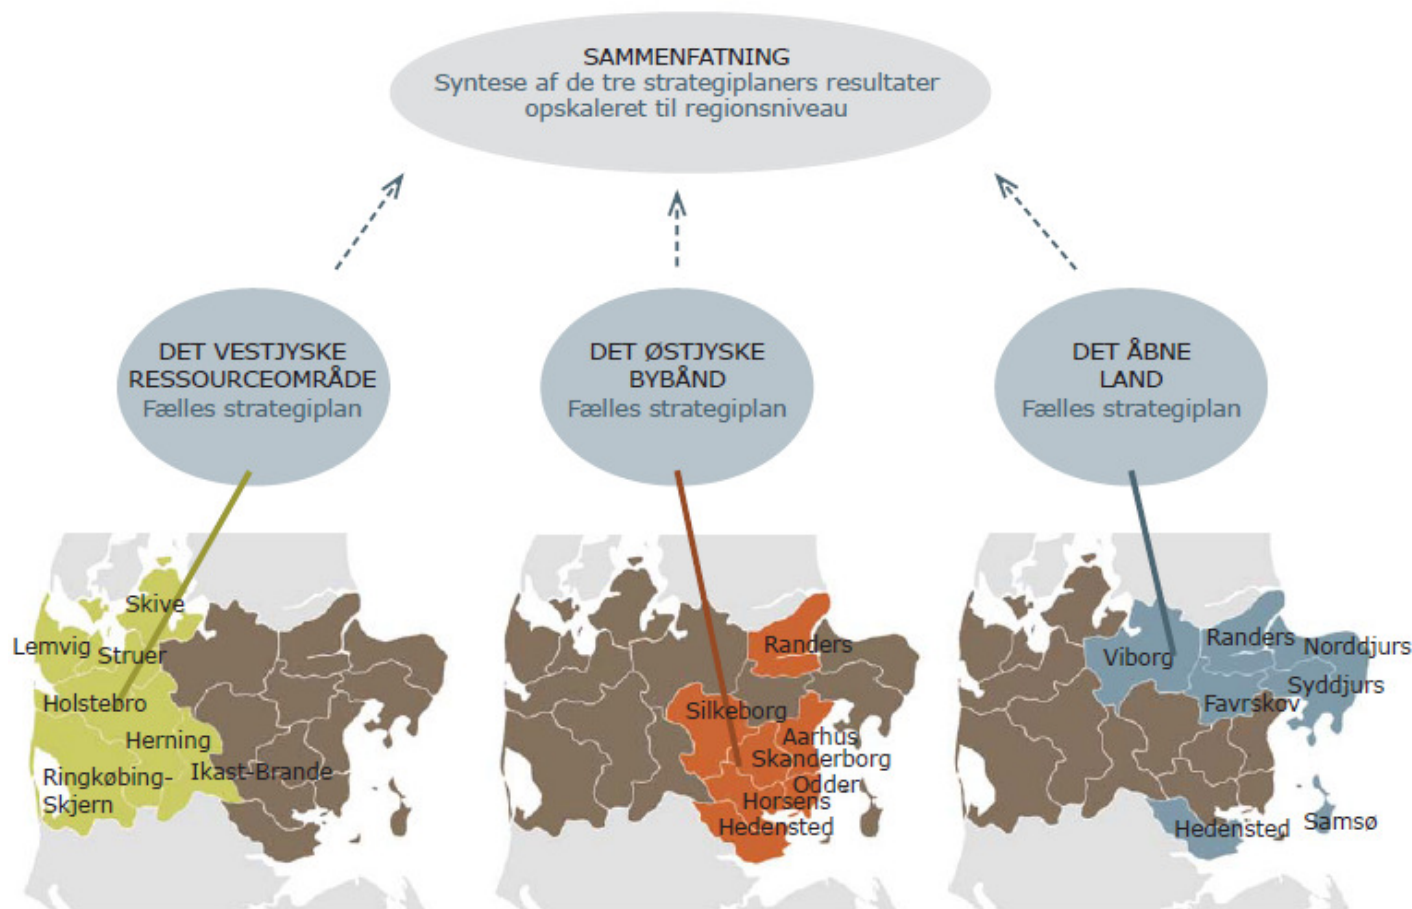 SAMMENFATNING
Syntese af de tre strategiplaners resultater
opskaleret til regionsniveau
DET VESTJYSKE
RESSOURCEOMRÅDE
Fælles strategiplan
DET ØSTJYSKE
BYBÅND
Fælles strategiplan
DET ÅBNE
LAND
Fælles strategiplan
Skive
Lemvig
Struer
Holstebro
Herning
Ikast-Brande
Ringkøbing-
Skjern
Randers
Silkeborg
Aarhus
Skanderborg
Odder
Horsens
Hedensted
Viborg
Randers
Norddjurs
Syddjurs
Favrskov
Hedensted
Samsø